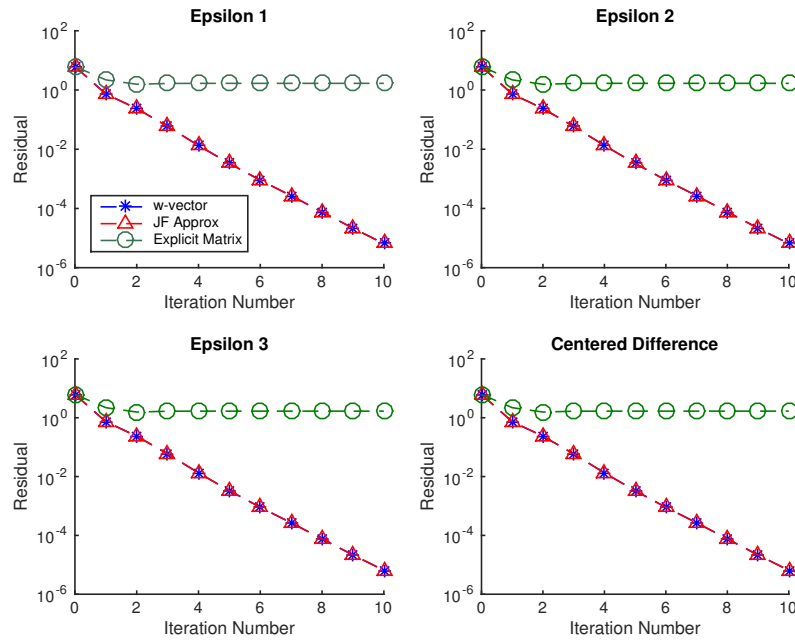 Epsilon 1
10^2
10^0
10^-2
10^-4
10^-6
Residual
w-vector
JF Approx
Explicit Matrix
0 2 4 6 8 10
Iteration Number
Epsilon 2
10^2
10^0
10^-2
10^-4
10^-6
Residual
0 2 4 6 8 10
Iteration Number
Epsilon 3
10^2
10^0
10^-2
10^-4
10^-6
Residual
0 2 4 6 8 10
Iteration Number
Centered Difference
10^2
10^0
10^-2
10^-4
10^-6
Residual
0 2 4 6 8 10
Iteration Number